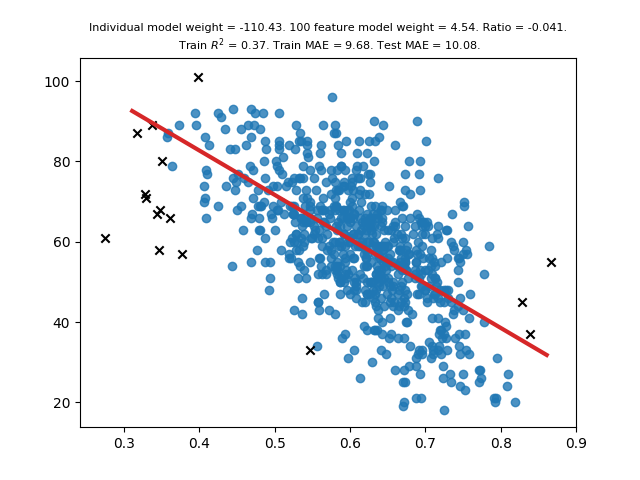 Individual model weight = -110.43. 100 feature model weight = 4.54. Ratio = -0.041.
Train R² = 0.37. Train MAE = 9.68. Test MAE = 10.08.
100
80
60
40
20
0.3 0.4 0.5 0.6 0.7 0.8 0.9